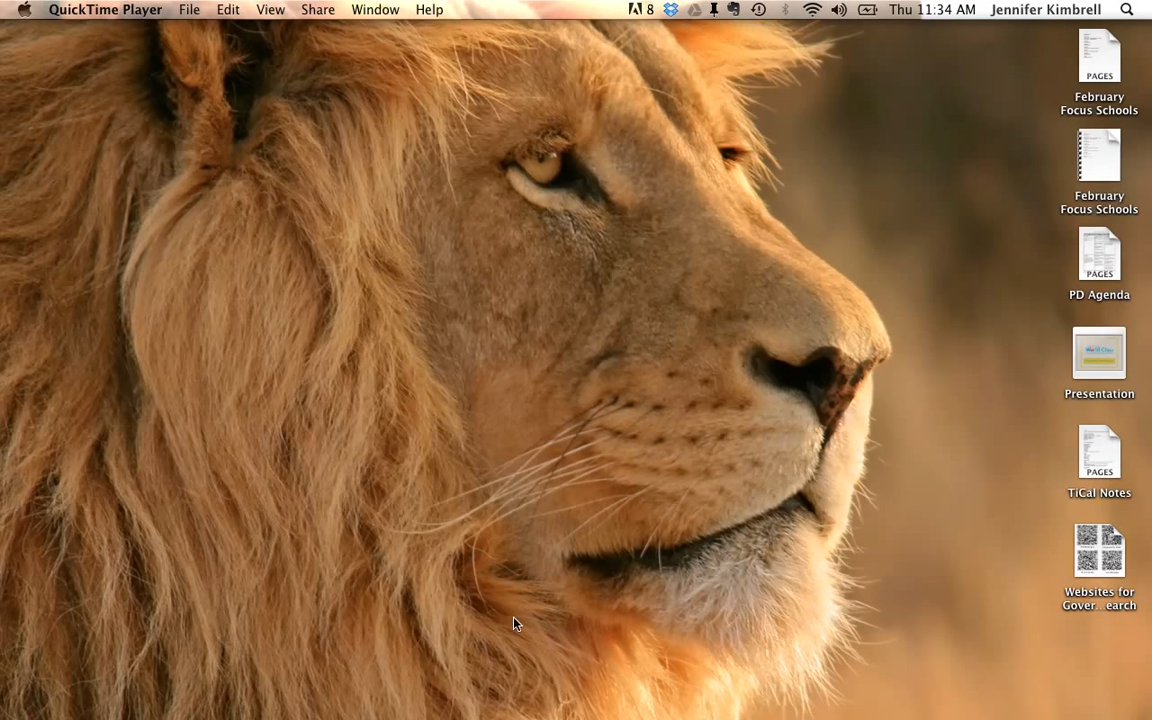 QuickTime Player File Edit View Share Window Help 8 Thu 11:34 AM Jennifer Kimbrell
PAGES
February
Focus Schools
February
Focus Schools
PAGES
PD Agenda
Presentation
PAGES
TiCal Notes
Websites for
Gover...earch